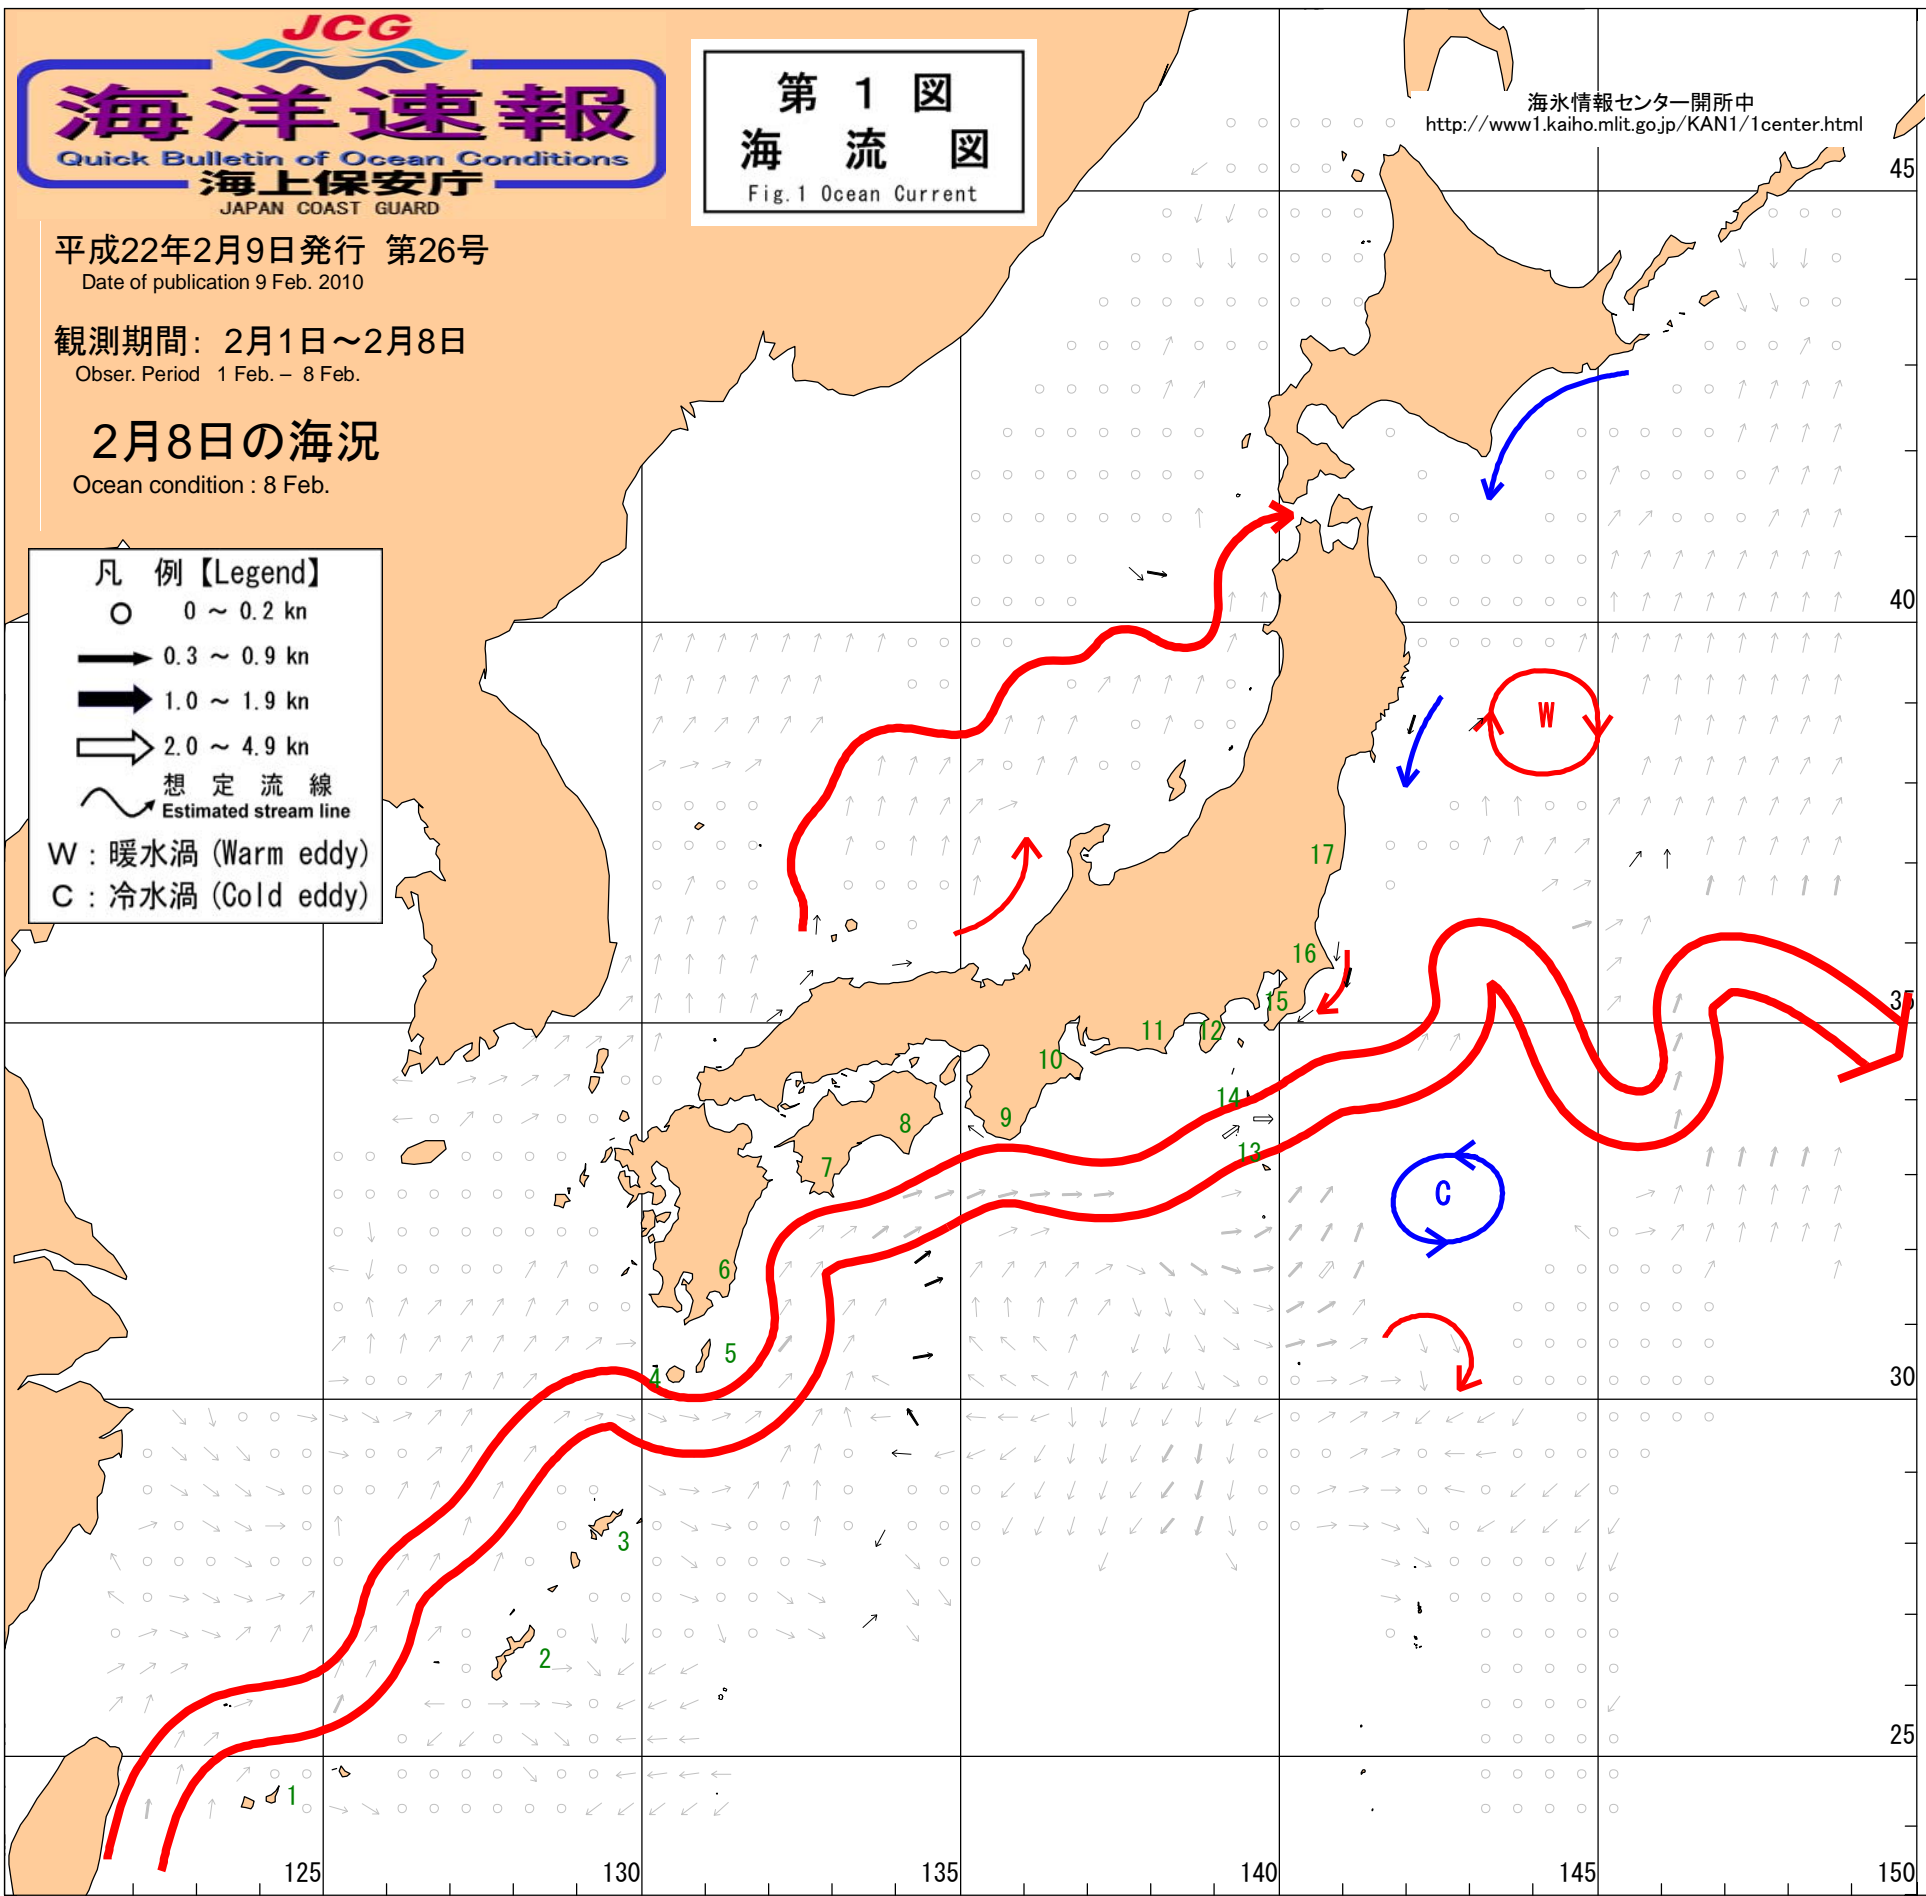 JCG
海洋速報
Quick Bulletin of Ocean Conditions
海上保安庁
JAPAN COAST GUARD
第 1 図
海 流 図
Fig.1 Ocean Current
海氷情報センター開所中
http://www1.kaiho.mlit.go.jp/KAN1/1center.html
平成22年2月9日発行 第26号
Date of publication 9 Feb. 2010
観測期間: 2月1日~2月8日
Obser. Period 1 Feb. – 8 Feb.
2月8日の海況
Ocean condition : 8 Feb.
凡 例【Legend】
0 ~ 0.2 kn
0.3 ~ 0.9 kn
1.0 ~ 1.9 kn
2.0 ~ 4.9 kn
想 定 流 線
Estimated stream line
W : 暖水渦 (Warm eddy)
C : 冷水渦 (Cold eddy)
45
40
W
17
16
35
15
11
12
10
14
9
8
13
7
C
6
5
4
30
3
2
25
1
125
130
135
140
145
150